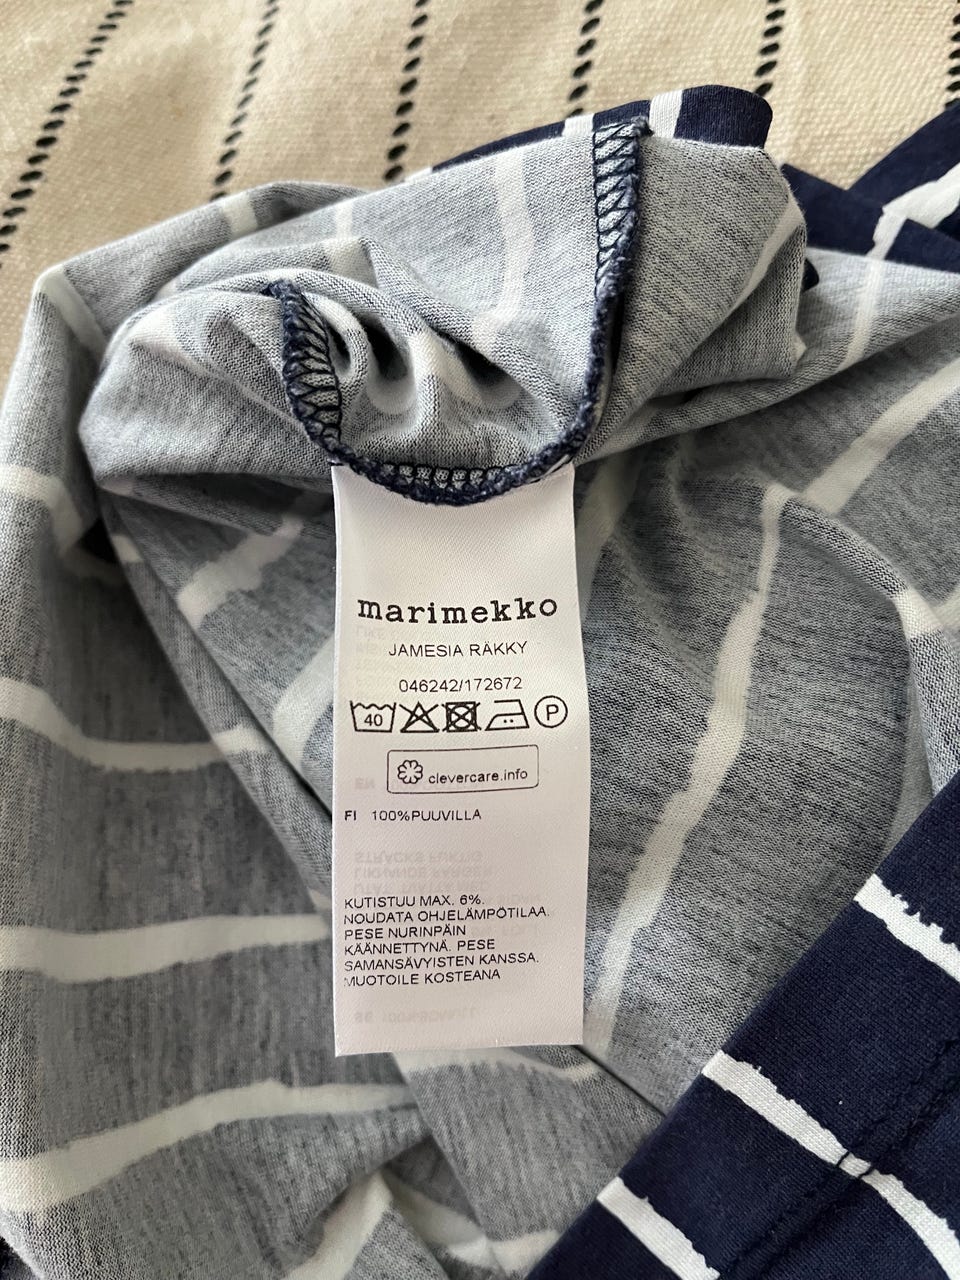 marimekko
JAMESIA RÄKKY
046242/172672
40 P
clevercare.info
FI 100%PUUVILLA
KUTISTUU MAX. 6%.
NOUDATA OHJELÄMPÖTILAA.
PESE NURINPÄIN
KÄÄNNETTYNÄ. PESE
SAMANSÄVYISTEN KANSSA.
MUOTOILE KOSTEANA